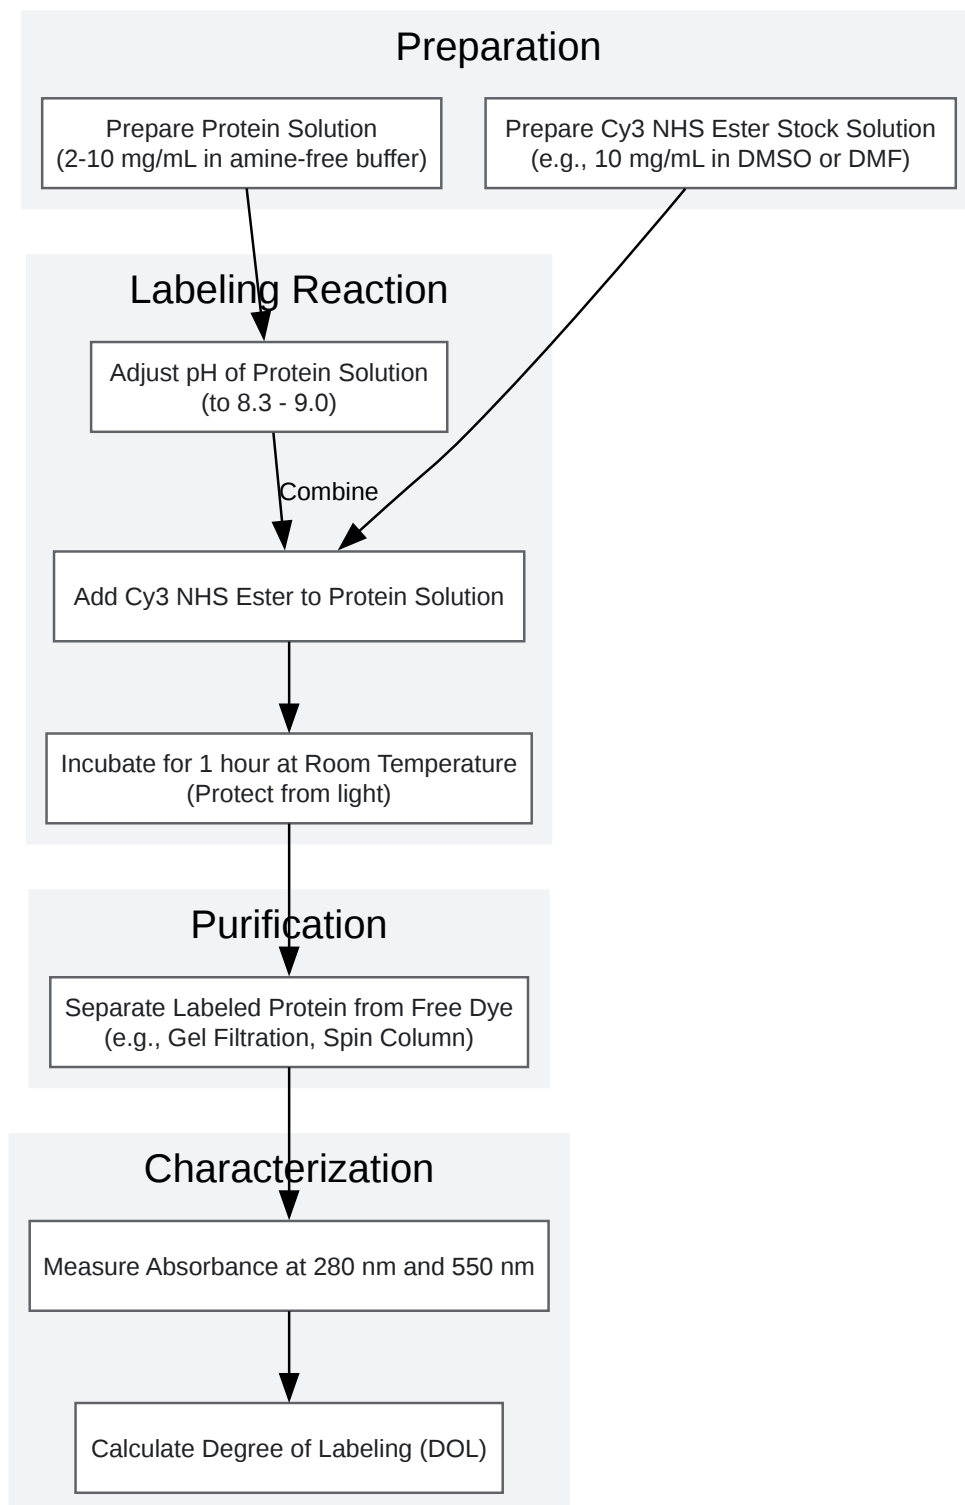 Preparation
Prepare Protein Solution
(2-10 mg/mL in amine-free buffer)
Prepare Cy3 NHS Ester Stock Solution
(e.g., 10 mg/mL in DMSO or DMF)
Labeling Reaction
Adjust pH of Protein Solution
(to 8.3 - 9.0)
Combine
Add Cy3 NHS Ester to Protein Solution
Incubate for 1 hour at Room Temperature
(Protect from light)
Purification
Separate Labeled Protein from Free Dye
(e.g., Gel Filtration, Spin Column)
Characterization
Measure Absorbance at 280 nm and 550 nm
Calculate Degree of Labeling (DOL)